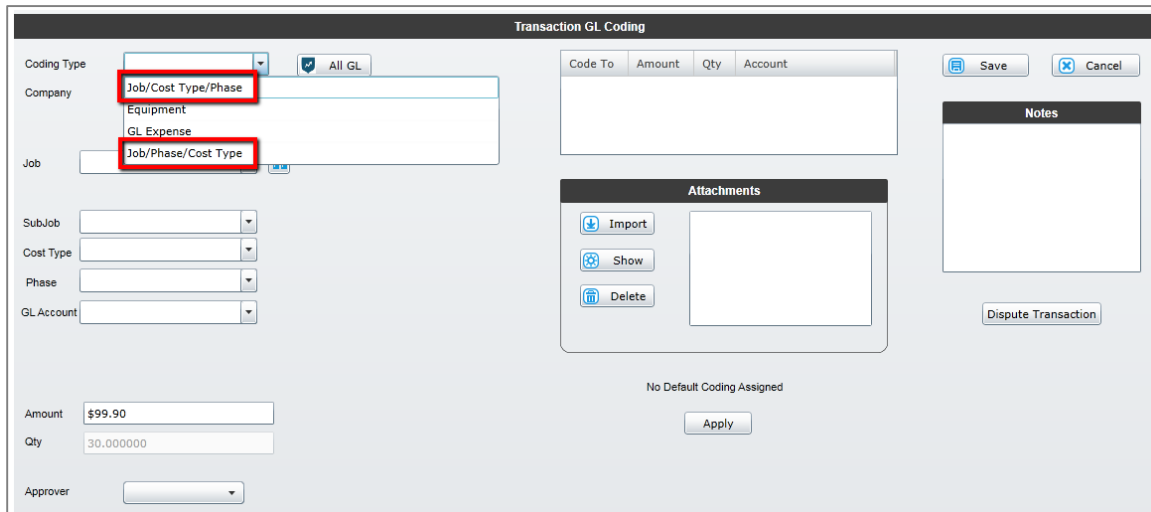 Transaction GL Coding
Coding Type
All GL
Company
Job/Cost Type/Phase
Equipment
GL Expense
Job/Phase/Cost Type
Job
SubJob
Cost Type
Phase
GL Account
Amount $99.90
Qty 30.000000
Approver
Code To Amount Qty Account
Attachments
Import
Show
Delete
No Default Coding Assigned
Apply
Save Cancel
Notes
Dispute Transaction